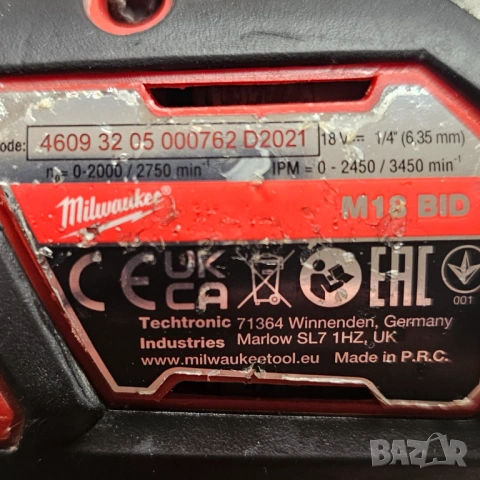 ode: 4609 32 05 000762 D2021 18 V⎓ 1/4" (6,35 mm)
n₀ = 0-2000 / 2750 min⁻¹ IPM = 0 - 2450 / 3450 min⁻¹
Milwaukee
M18 BID
CE UK CA EAC
001
Techtronic 71364 Winnenden, Germany
Industries Marlow SL7 1HZ, UK
www.milwaukeetool.eu Made in P.R.C.
BAZAR